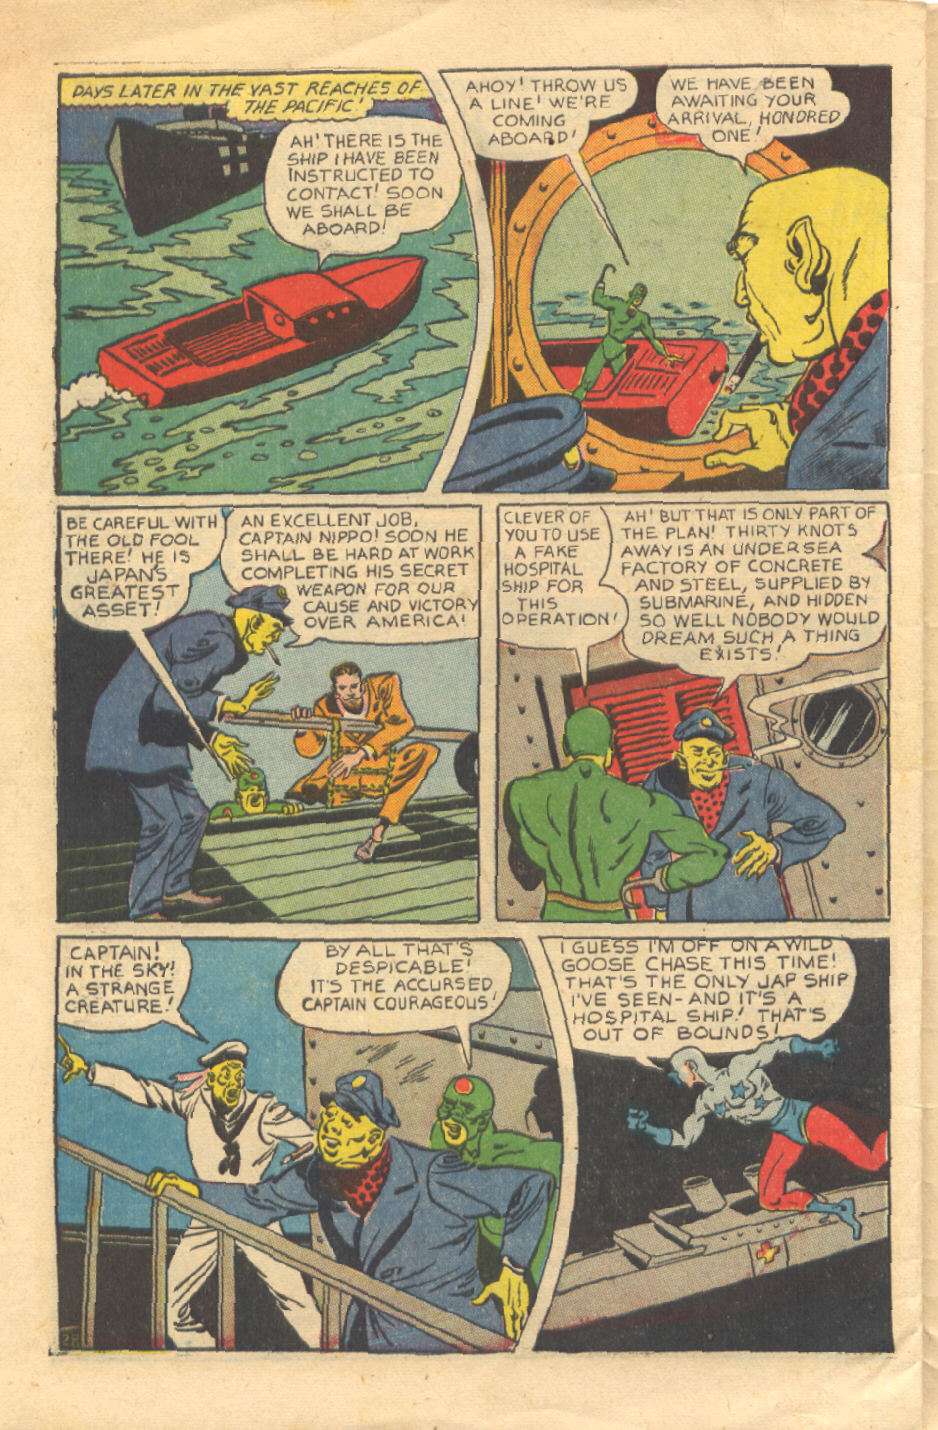 DAYS LATER IN THE VAST REACHES OF
THE PACIFIC!
AH! THERE IS THE
SHIP I HAVE BEEN
INSTRUCTED TO
CONTACT! SOON
WE SHALL BE
ABOARD!
AHOY! THROW US
A LINE! WE'RE
COMING
ABOARD!
WE HAVE BEEN
AWAITING YOUR
ARRIVAL, HONORED
ONE!
BE CAREFUL WITH
THE OLD FOOL
THERE! HE IS
JAPAN'S
GREATEST
ASSET!
AN EXCELLENT JOB,
CAPTAIN NIPPO! SOON HE
SHALL BE HARD AT WORK
COMPLETING HIS SECRET
WEAPON FOR OUR
CAUSE AND VICTORY
OVER AMERICA!
CLEVER OF
YOU TO USE
A FAKE
HOSPITAL
SHIP FOR
THIS
OPERATION!
AH! BUT THAT IS ONLY PART OF
THE PLAN! THIRTY KNOTS
AWAY IS AN UNDERSEA
FACTORY OF CONCRETE
AND STEEL, SUPPLIED BY
SUBMARINE, AND HIDDEN
SO WELL NOBODY WOULD
DREAM SUCH A THING
EXISTS!
CAPTAIN!
IN THE SKY!
A STRANGE
CREATURE!
BY ALL THAT'S
DESPICABLE!
IT'S THE ACCURSED
CAPTAIN COURAGEOUS!
I GUESS I'M OFF ON A WILD
GOOSE CHASE THIS TIME!
THAT'S THE ONLY JAP SHIP
I'VE SEEN-AND IT'S A
HOSPITAL SHIP! THAT'S
OUT OF BOUNDS!